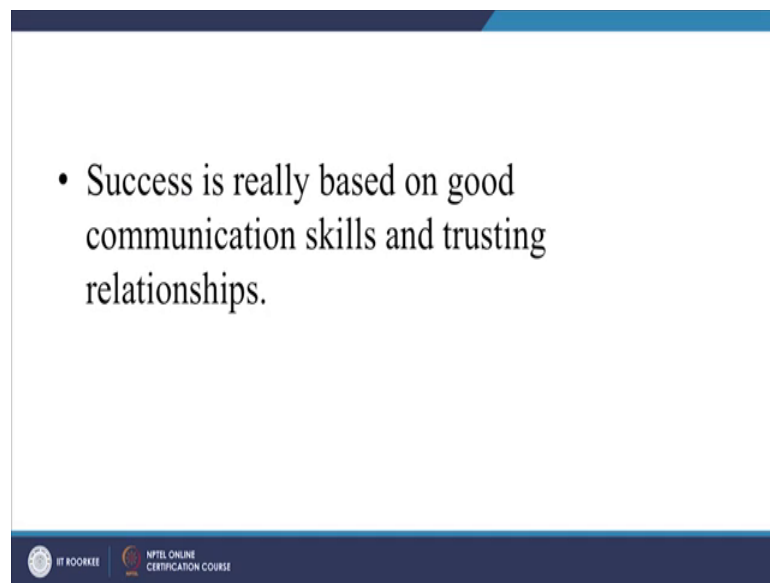 • Success is really based on good
communication skills and trusting
relationships.
IIT ROORKEE
NPTEL ONLINE
CERTIFICATION COURSE